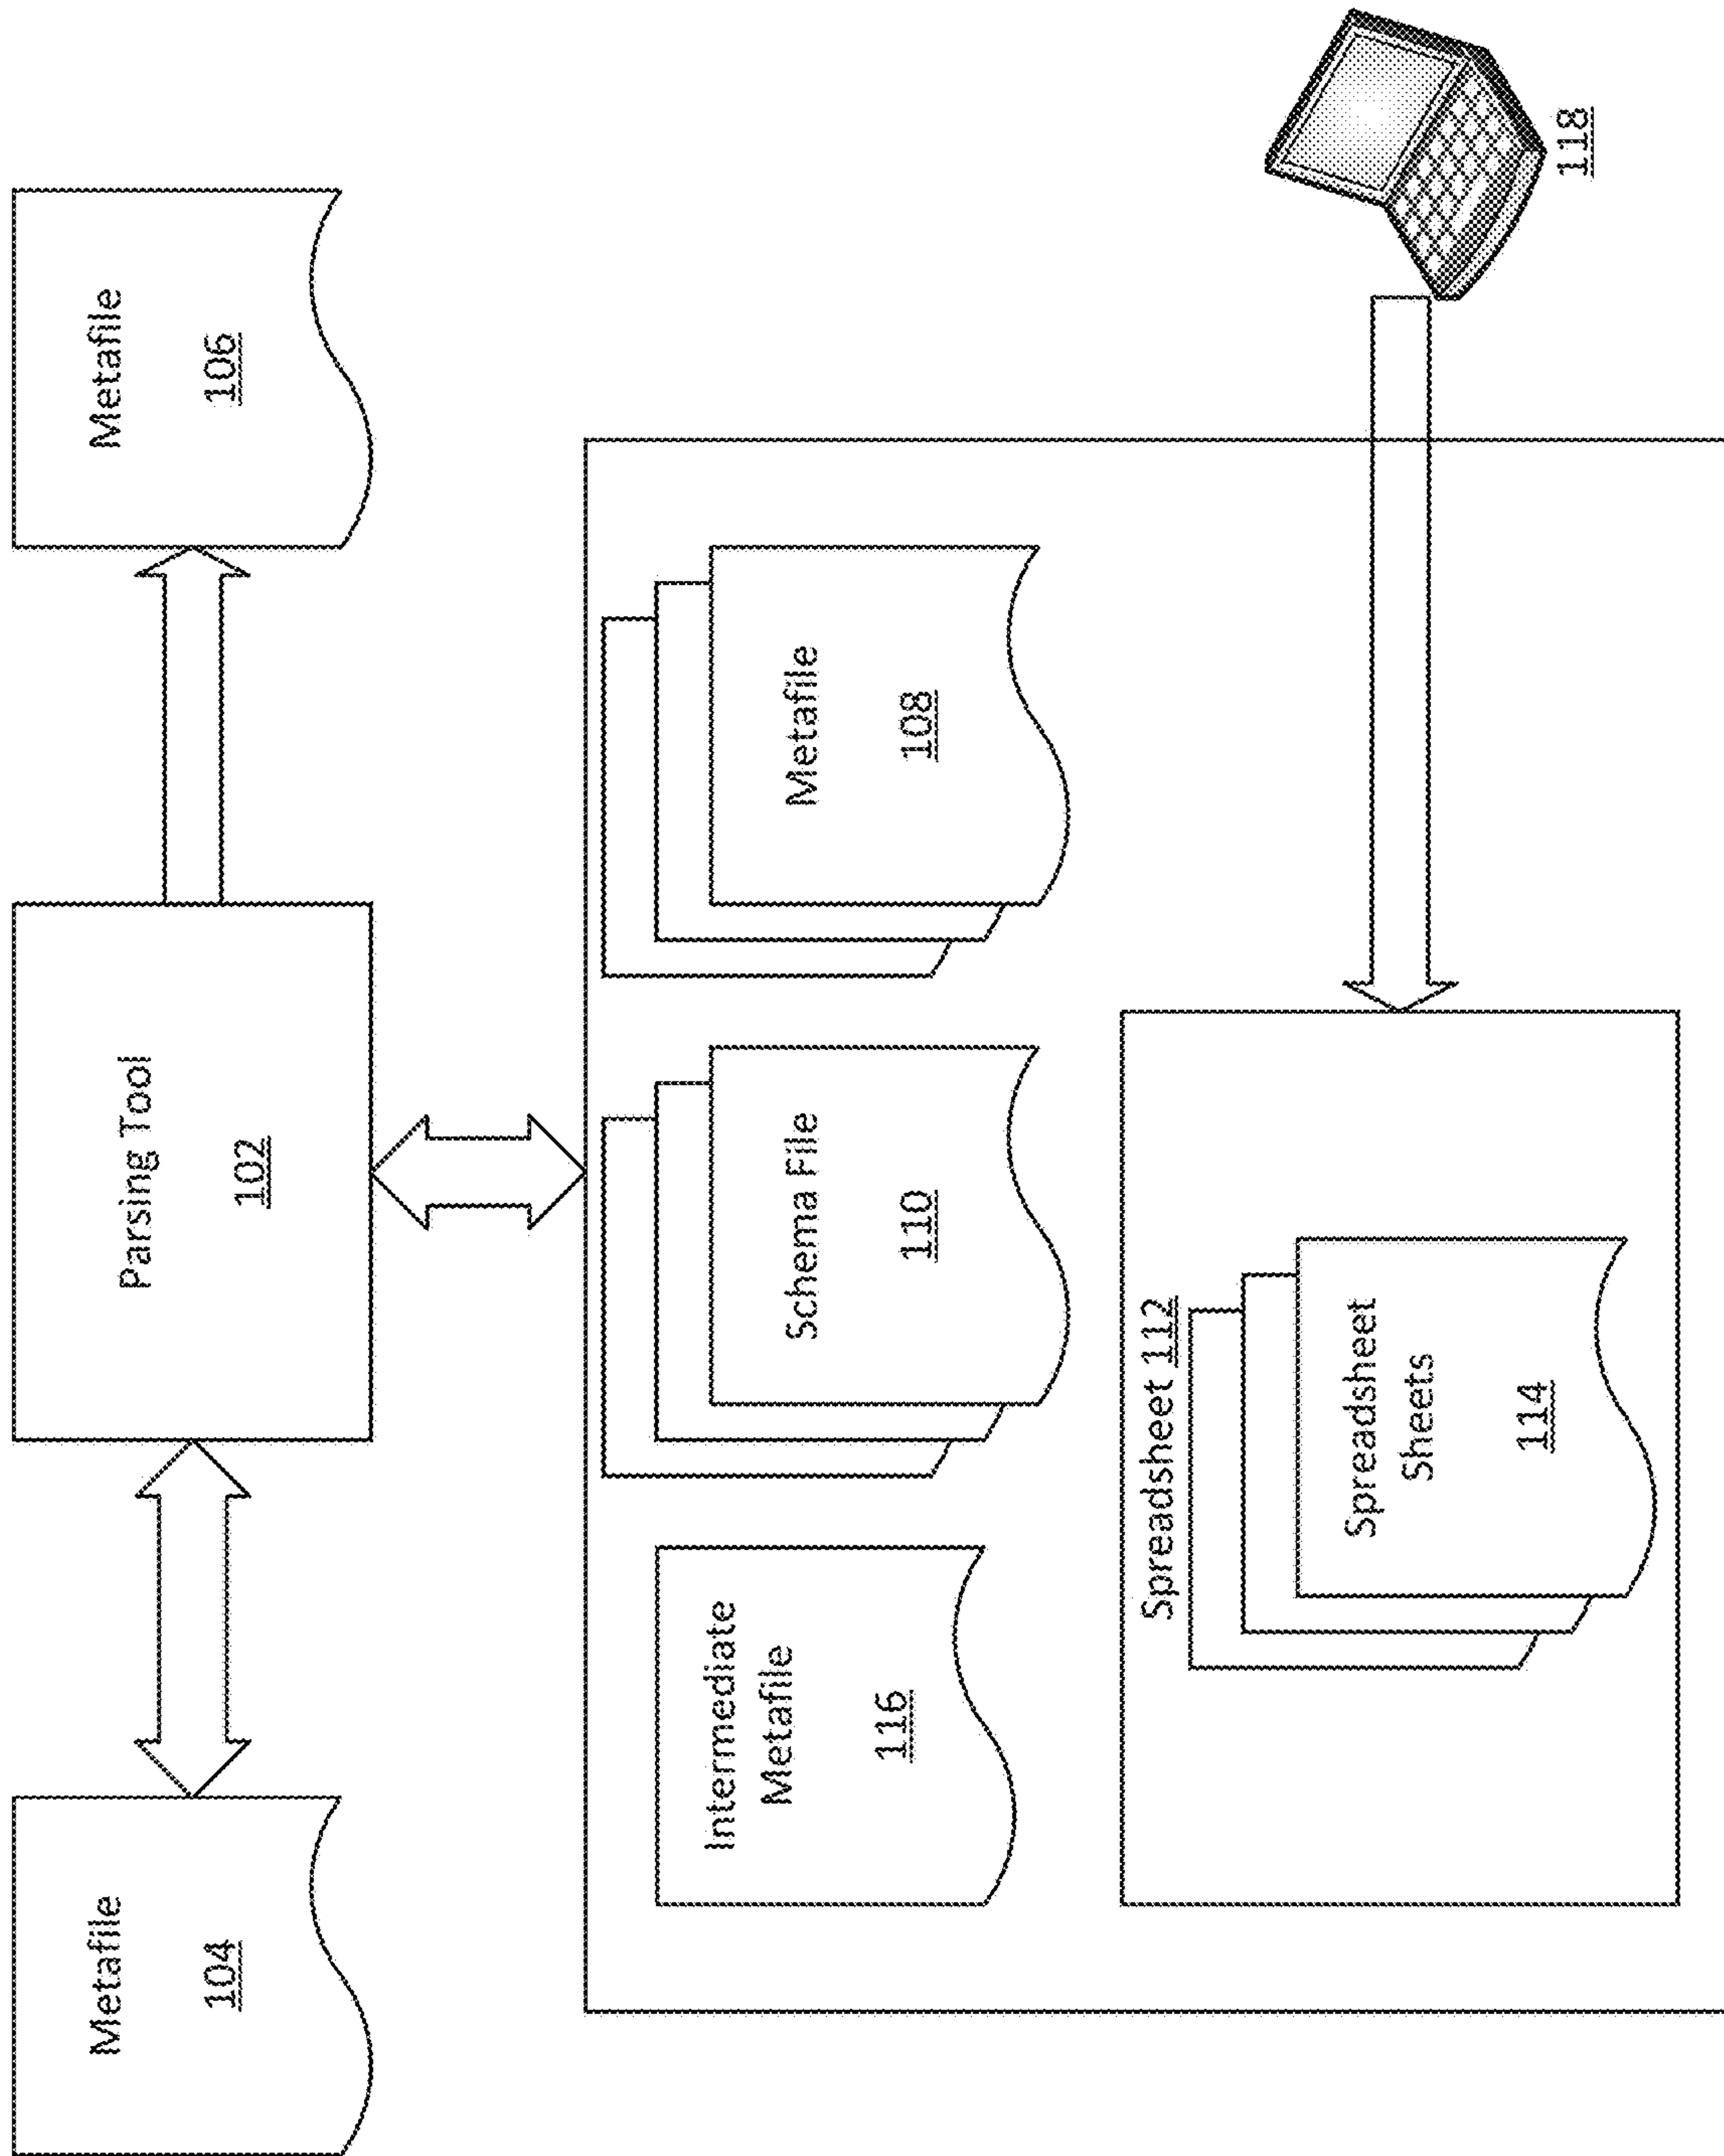 Metafile
104
Parsing Tool
102
Metafile
106
Intermediate
Metafile
116
Schema File
110
Metafile
108
Spreadsheet 112
Spreadsheet
Sheets
114
118